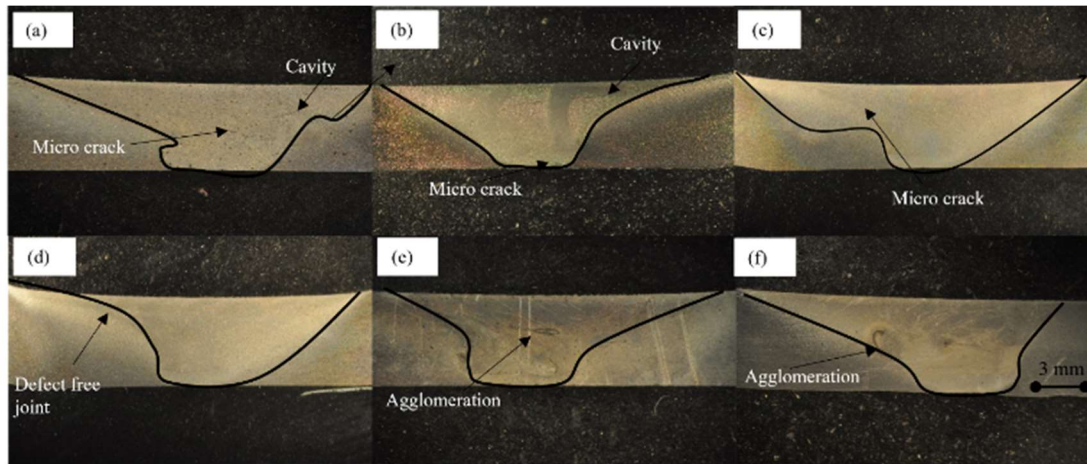 (a)
Cavity
Micro crack
(b)
Cavity
Micro crack
(c)
Micro crack
(d)
Defect free
joint
(e)
Agglomeration
(f)
Agglomeration
3 mm